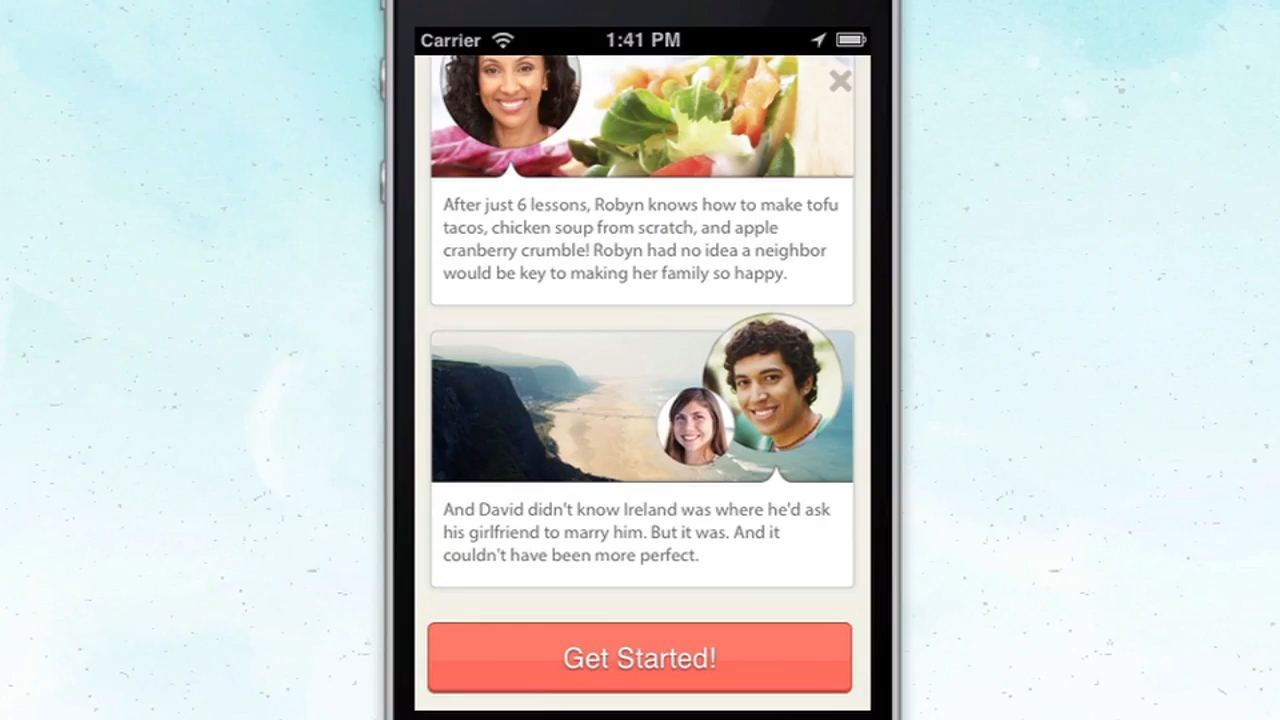 Carrier 1:41 PM
After just 6 lessons, Robyn knows how to make tofu
tacos, chicken soup from scratch, and apple
cranberry crumble! Robyn had no idea a neighbor
would be key to making her family so happy.
And David didn't know Ireland was where he'd ask
his girlfriend to marry him. But it was. And it
couldn't have been more perfect.
Get Started!